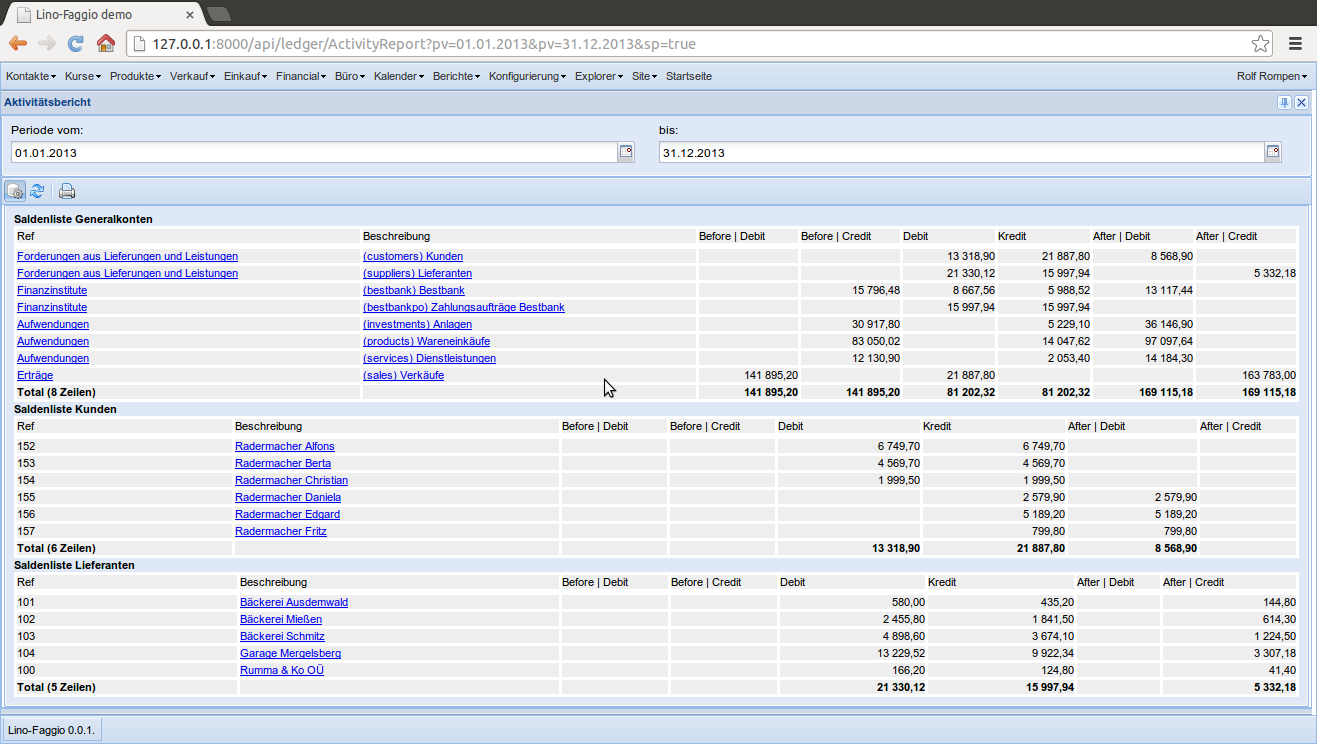 Lino-Faggio demo
127.0.0.1:8000/api/ledger/ActivityReport?pv=01.01.2013&pv=31.12.2013&sp=true
Kontakte Kurse Produkte Verkauf Einkauf Financial Büro Kalender Berichte Konfigurierung Explorer Site Startseite Rolf Rompen
Aktivitätsbericht
Periode vom: bis:
01.01.2013 31.12.2013
Saldenliste Generalkonten
Ref Beschreibung Before | Debit Before | Credit Debit Kredit After | Debit After | Credit
Forderungen aus Lieferungen und Leistungen (customers) Kunden 13 318,90 21 887,80 8 568,90
Forderungen aus Lieferungen und Leistungen (suppliers) Lieferanten 21 330,12 15 997,94 5 332,18
Finanzinstitute (bestbank) Bestbank 15 796,48 8 667,56 5 988,52 13 117,44
Finanzinstitute (bestbankpo) Zahlungsaufträge Bestbank 15 997,94 15 997,94
Aufwendungen (investments) Anlagen 30 917,80 5 229,10 36 146,90
Aufwendungen (products) Wareneinkäufe 83 050,02 14 047,62 97 097,64
Aufwendungen (services) Dienstleistungen 12 130,90 2 053,40 14 184,30
Erträge (sales) Verkäufe 141 895,20 21 887,80 163 783,00
Total (8 Zeilen) 141 895,20 141 895,20 81 202,32 81 202,32 169 115,18 169 115,18
Saldenliste Kunden
Ref Beschreibung Before | Debit Before | Credit Debit Kredit After | Debit After | Credit
152 Radermacher Alfons 6 749,70 6 749,70
153 Radermacher Berta 4 569,70 4 569,70
154 Radermacher Christian 1 999,50 1 999,50
155 Radermacher Daniela 2 579,90 2 579,90
156 Radermacher Edgard 5 189,20 5 189,20
157 Radermacher Fritz 799,80 799,80
Total (6 Zeilen) 13 318,90 21 887,80 8 568,90
Saldenliste Lieferanten
Ref Beschreibung Before | Debit Before | Credit Debit Kredit After | Debit After | Credit
101 Bäckerei Ausdemwald 580,00 435,20 144,80
102 Bäckerei Mießen 2 455,80 1 841,50 614,30
103 Bäckerei Schmitz 4 898,60 3 674,10 1 224,50
104 Garage Mergelsberg 13 229,52 9 922,34 3 307,18
100 Rumma & Ko OÜ 166,20 124,80 41,40
Total (5 Zeilen) 21 330,12 15 997,94 5 332,18
Lino-Faggio 0.0.1.